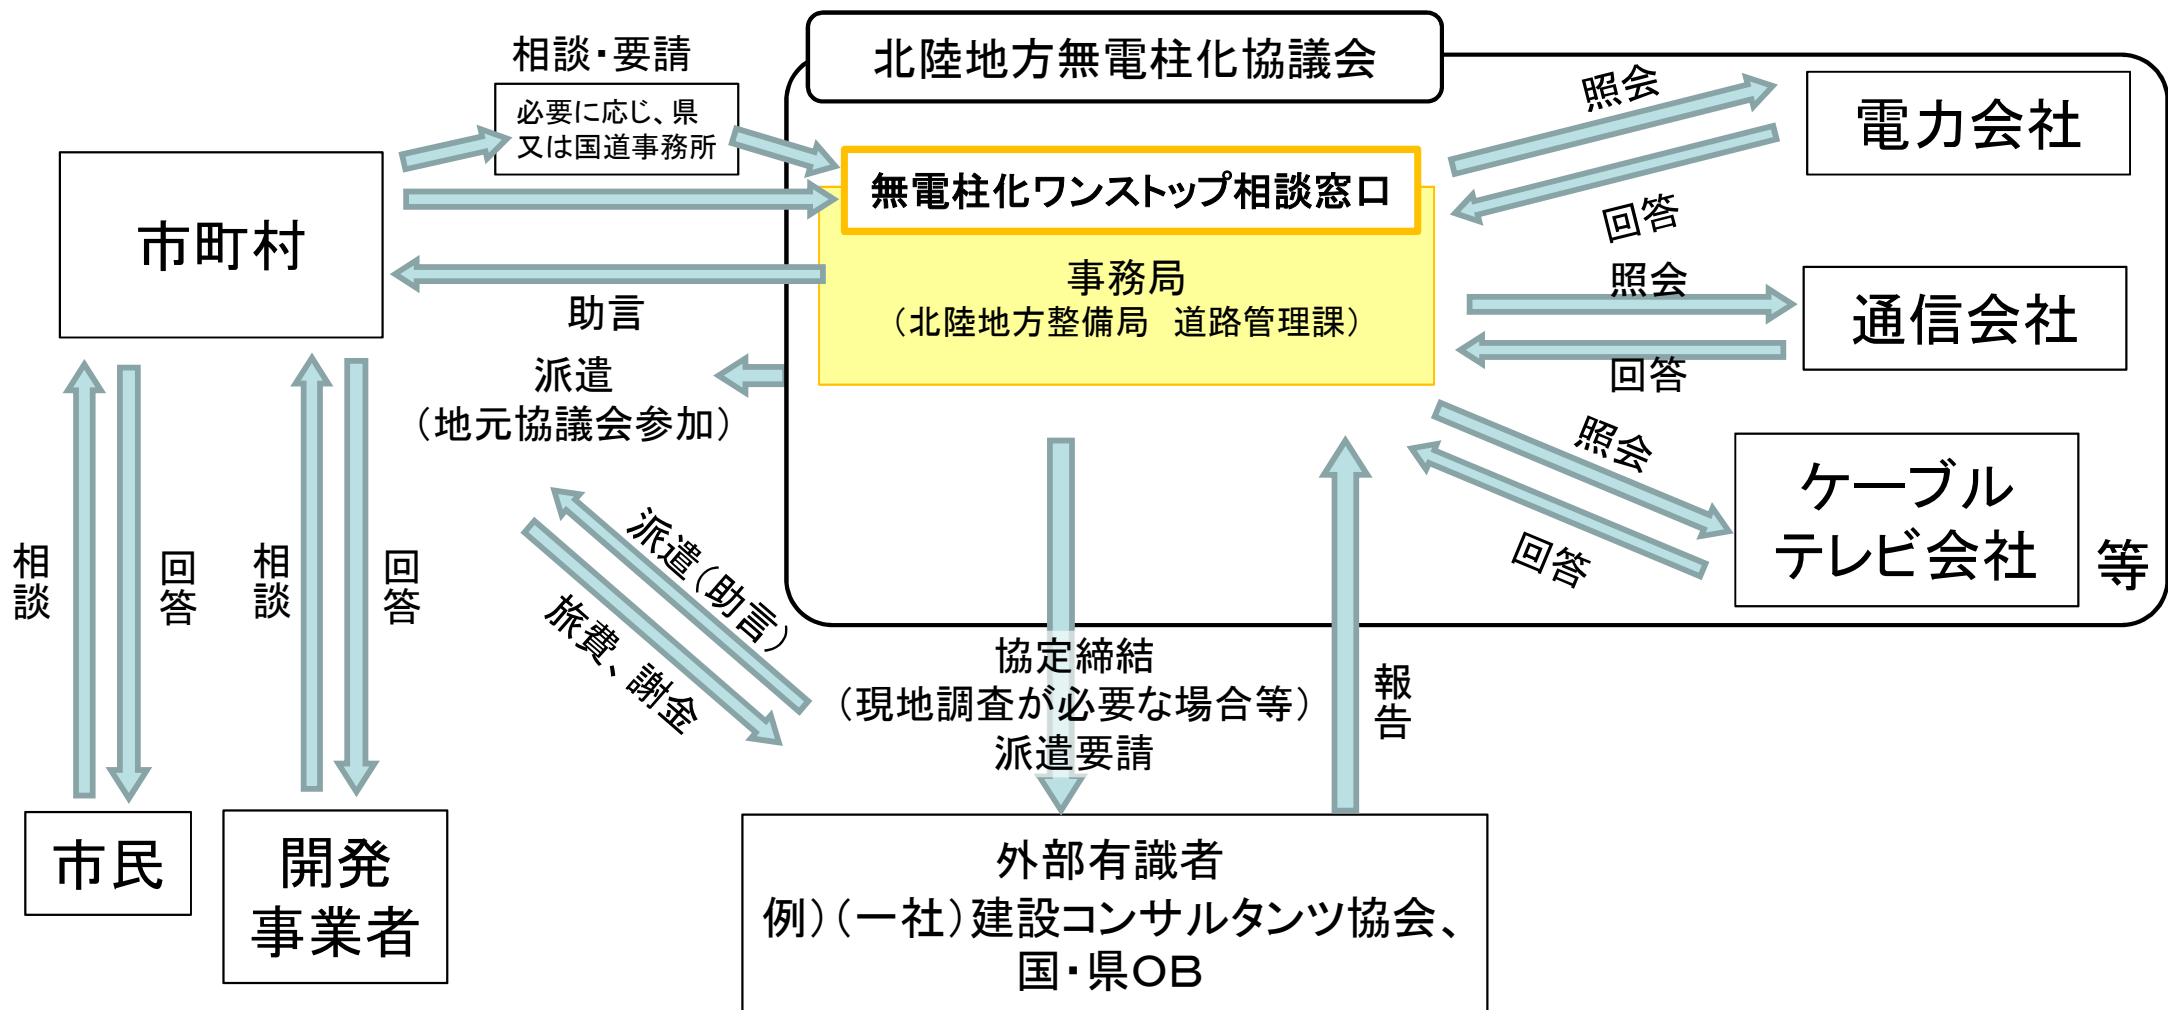 北陸地方無電柱化協議会
相談・要請
必要に応じ、県
又は国道事務所
市町村
無電柱化ワンストップ相談窓口
事務局
（北陸地方整備局　道路管理課）
助言
派遣
（地元協議会参加）
照会
回答
電力会社
照会
回答
通信会社
照会
回答
ケーブル
テレビ会社
等
相談
回答
相談
回答
派遣（助言）
旅費、謝金
協定締結
（現地調査が必要な場合等）
派遣要請
報告
市民
開発
事業者
外部有識者
例）（一社）建設コンサルタンツ協会、
国・県ＯＢ